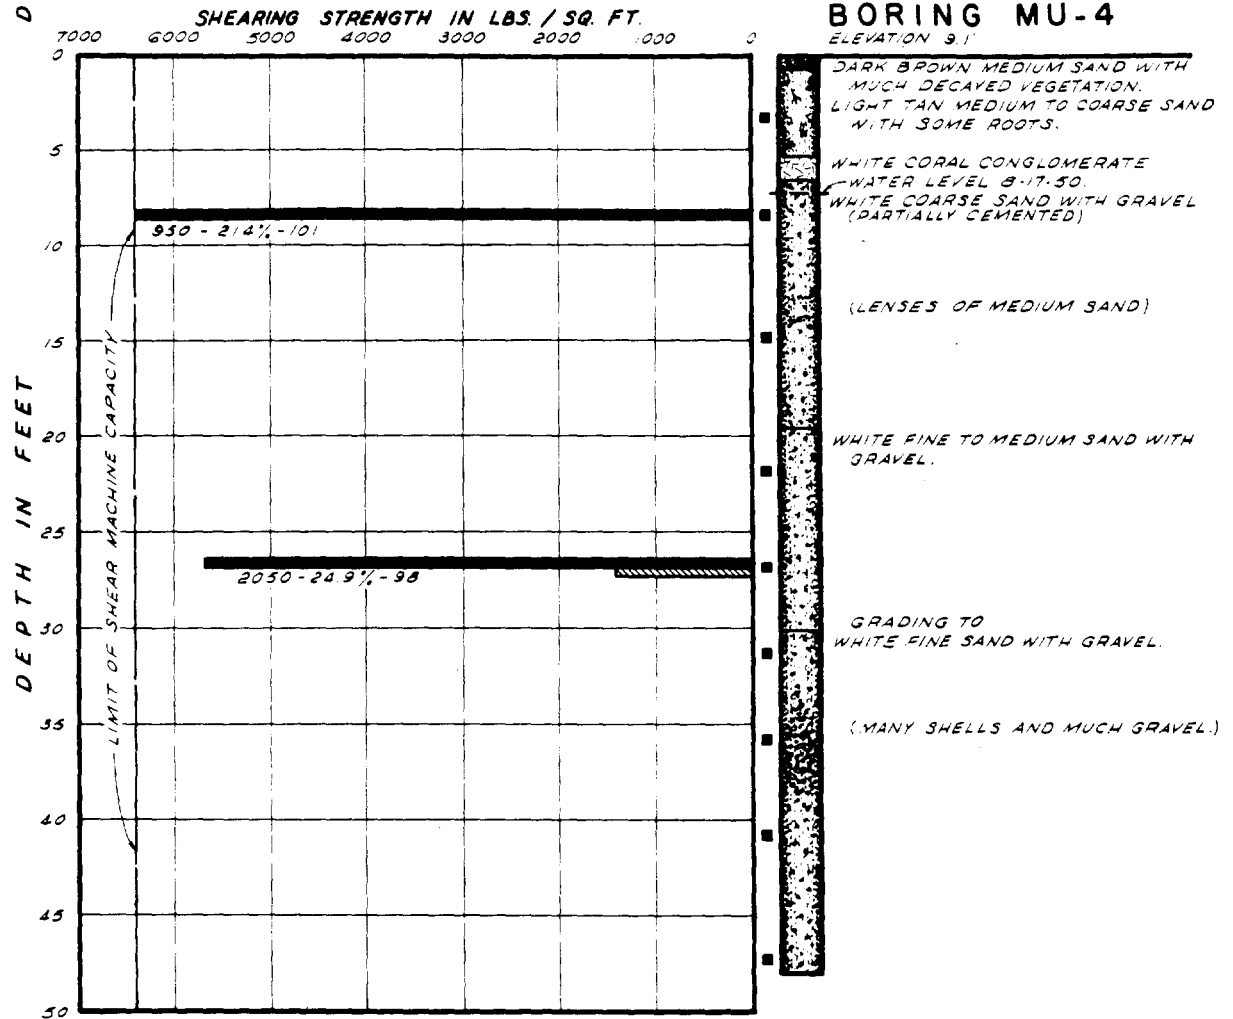 D
SHEARING STRENGTH IN LBS. / SQ. FT.
7000 6000 5000 4000 3000 2000 1000 0
BORING MU-4
ELEVATION 9.1'
0
5
10
15
20
25
30
35
40
45
50
DEPTH IN FEET
LIMIT OF SHEAR MACHINE CAPACITY
950 - 21.4% - 101
2050 - 24.9% - 98
DARK BROWN MEDIUM SAND WITH
MUCH DECAYED VEGETATION.
LIGHT TAN MEDIUM TO COARSE SAND
WITH SOME ROOTS.
WHITE CORAL CONGLOMERATE
WATER LEVEL 8-17-50.
WHITE COARSE SAND WITH GRAVEL
(PARTIALLY CEMENTED)
(LENSES OF MEDIUM SAND)
WHITE FINE TO MEDIUM SAND WITH
GRAVEL.
GRADING TO
WHITE FINE SAND WITH GRAVEL.
(MANY SHELLS AND MUCH GRAVEL.)